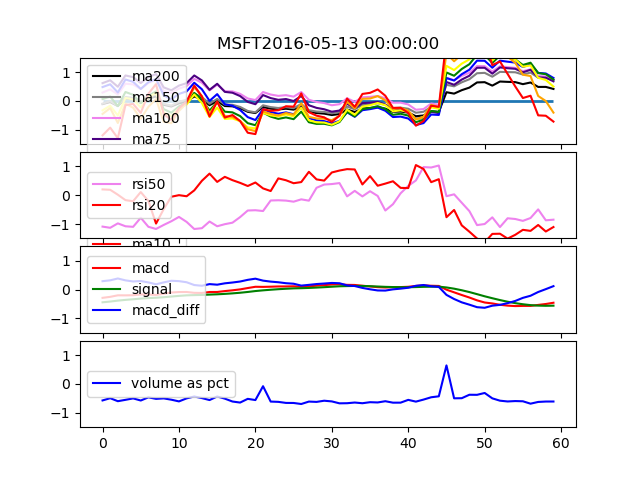 MSFT2016-05-13 00:00:00
1
0
−1
ma200
ma150
ma100
ma75
1
0
−1
rsi50
rsi20
ma10
1
0
−1
macd
signal
macd_diff
1
0
−1
volume as pct
0 10 20 30 40 50 60